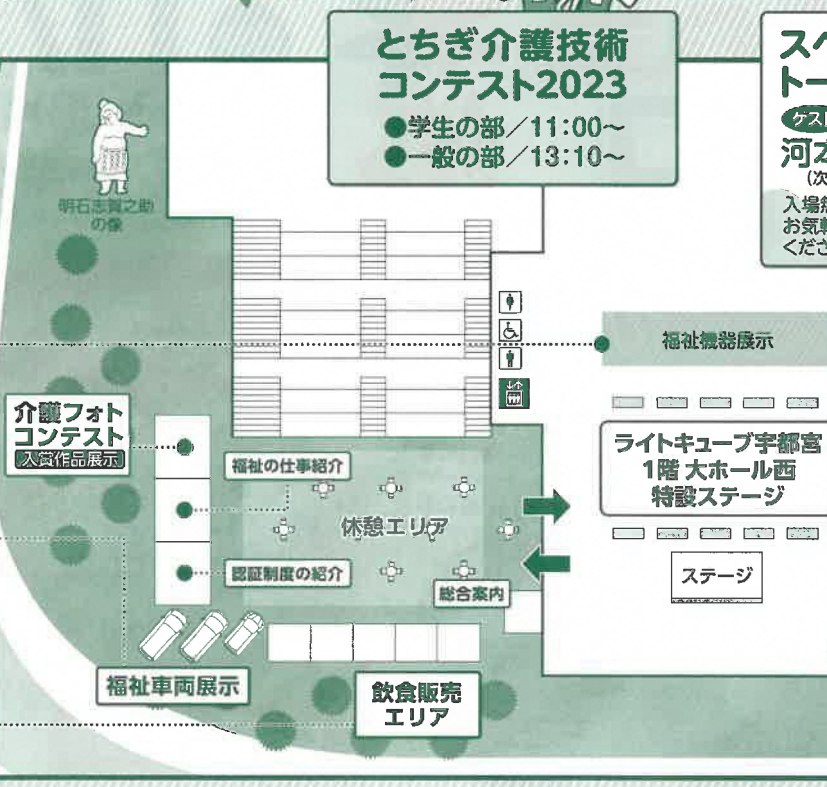 とちぎ介護技術
コンテスト2023
●学生の部／11:00〜
●一般の部／13:10〜
ス
トー
ゲス
河
(次
入場
お気軽
くださ
明石志賀之助
の像
福祉機器展示
介護フォト
コンテスト
入賞作品展示
福祉の仕事紹介
休憩エリア
認証制度の紹介
総合案内
ライトキューブ宇都宮
1階 大ホール西
特設ステージ
ステージ
福祉車両展示
飲食販売
エリア